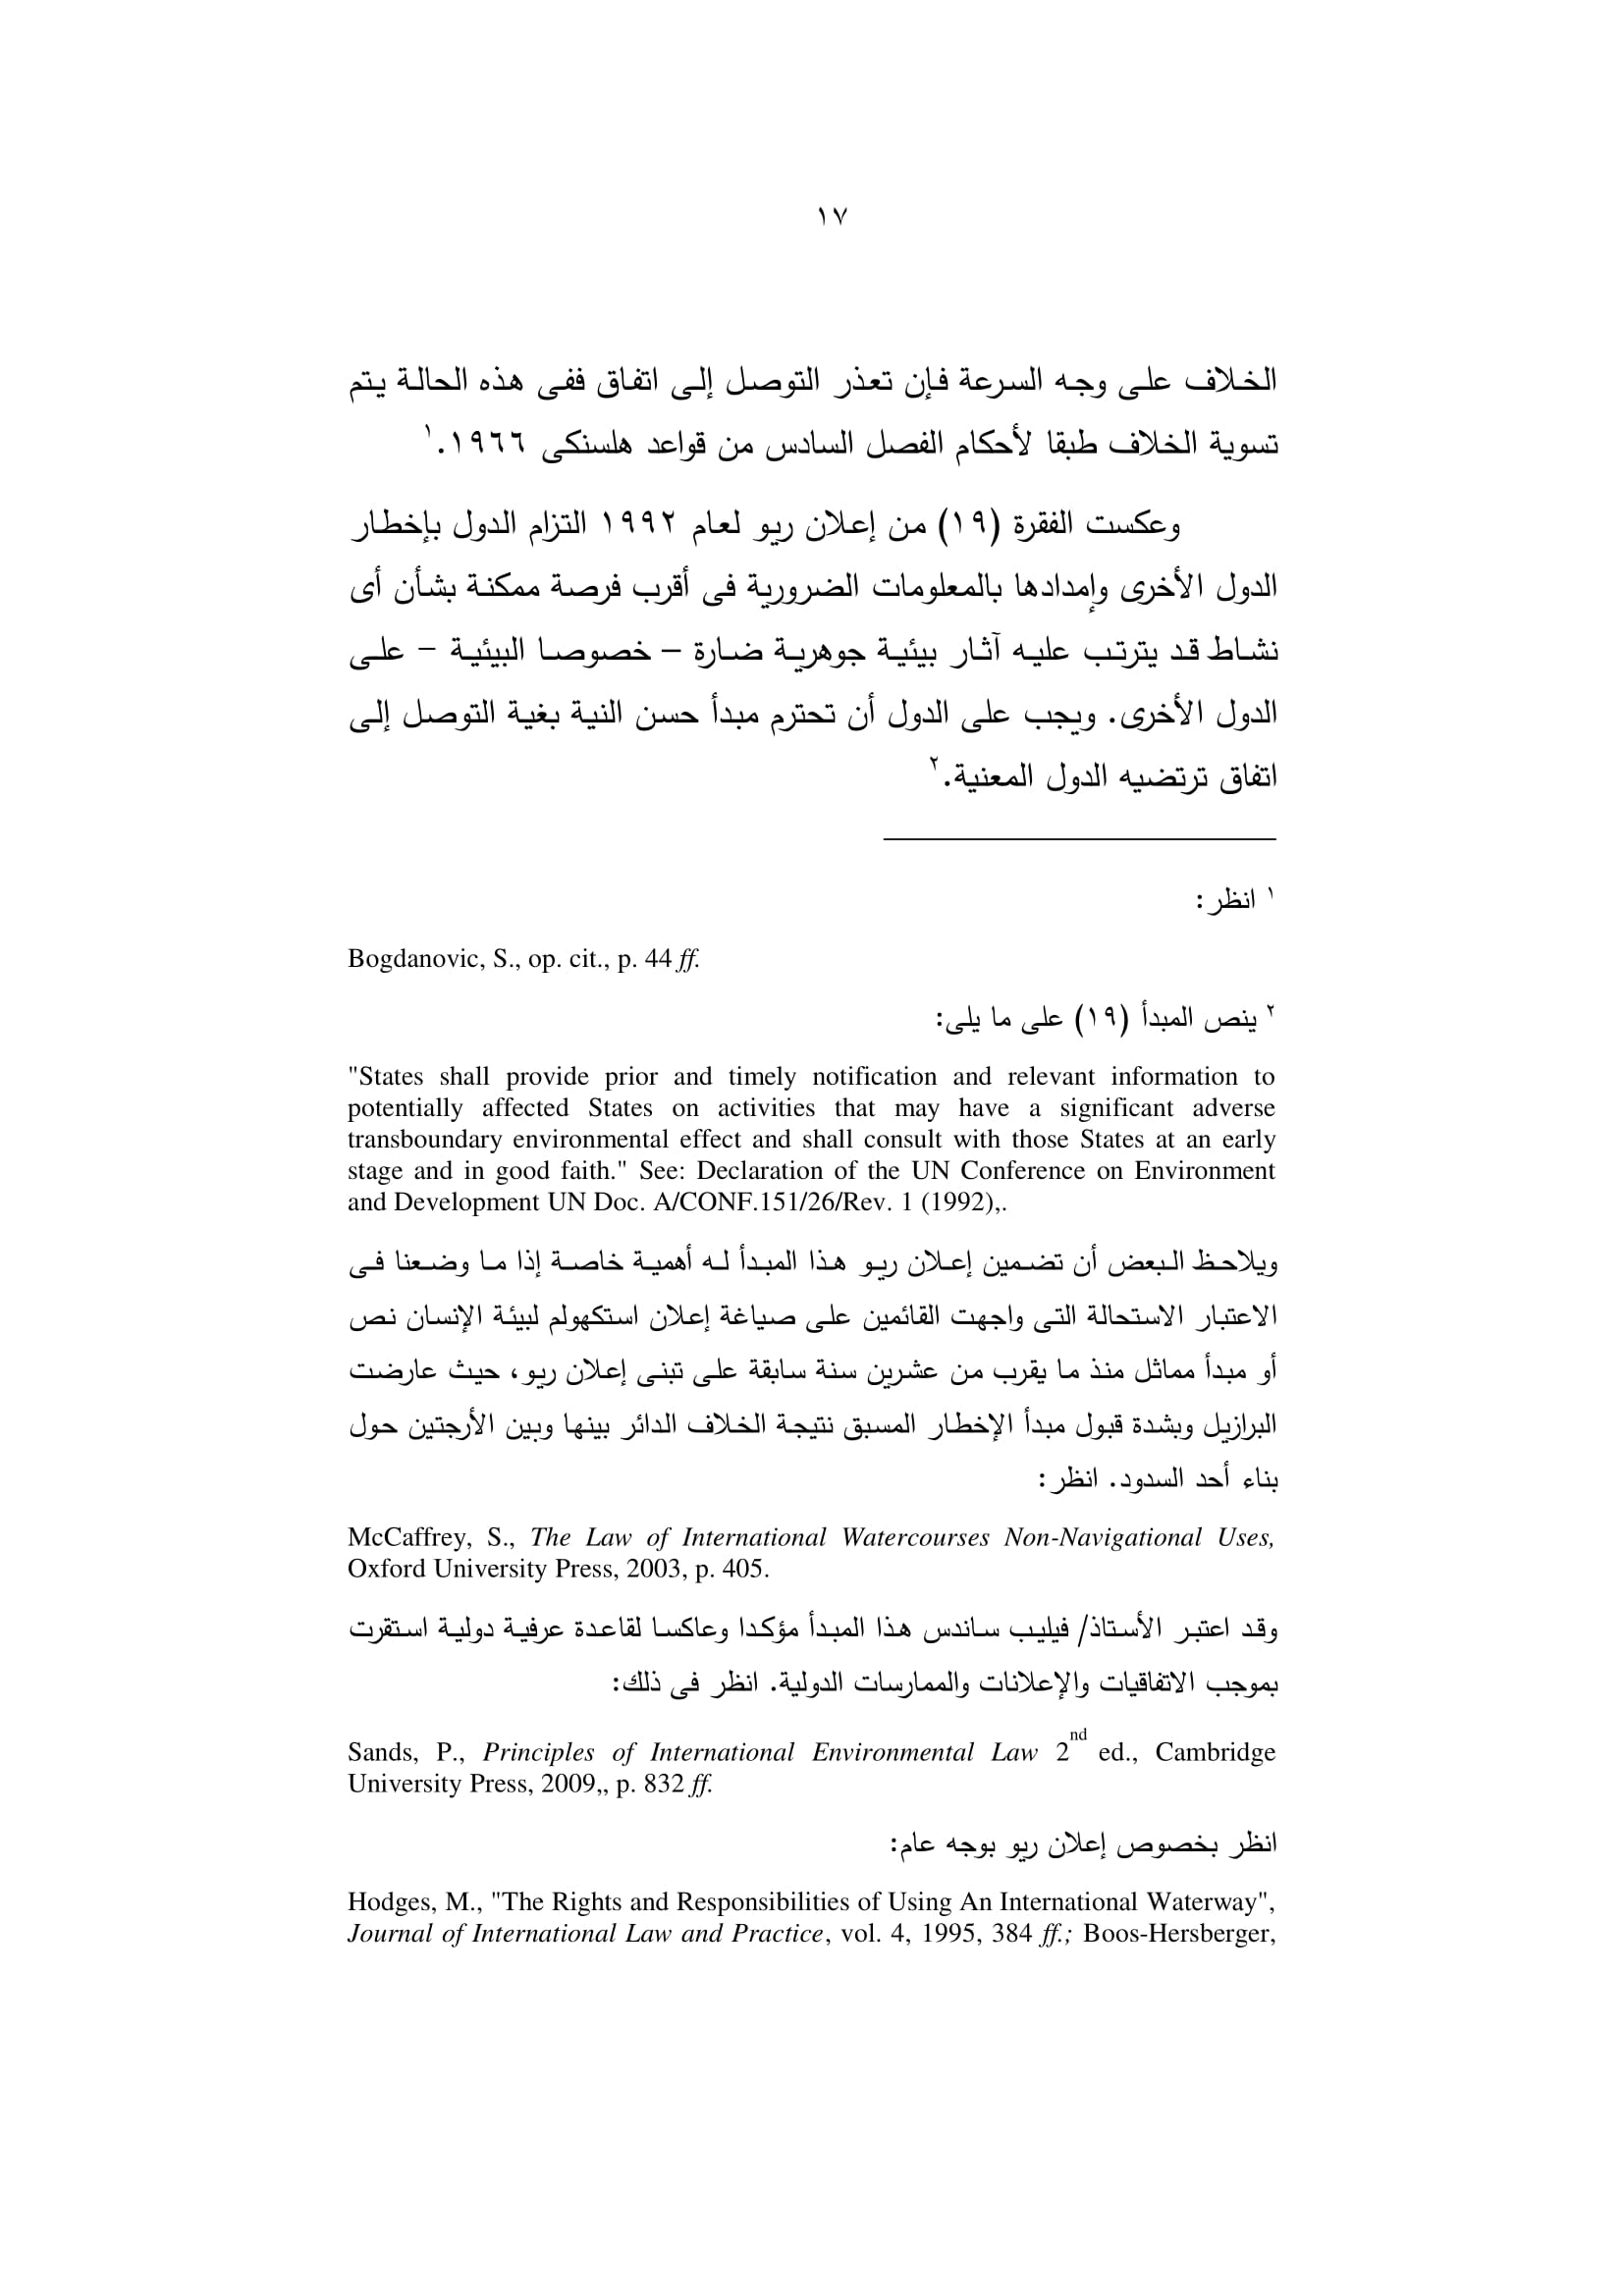 ١٧
الخلاف على وجه السرعة فإن تعذر التوصل إلى اتفاق ففى هذه الحالة يتم
تسوية الخلاف طبقا لأحكام الفصل السادس من قواعد هلسنكى ١٩٦٦.١
وعكست الفقرة (١٩) من إعلان ريو لعام ١٩٩٢ التزام الدول بإخطار
الدول الأخرى وإمدادها بالمعلومات الضرورية فى أقرب فرصة ممكنة بشأن أى
نشاط قد يترتب عليه آثار بيئية جوهرية ضارة – خصوصا البيئية – على
الدول الأخرى. ويجب على الدول أن تحترم مبدأ حسن النية بغية التوصل إلى
اتفاق ترتضيه الدول المعنية.٢
١ انظر:
Bogdanovic, S., op. cit., p. 44 ff.
٢ ينص المبدأ (١٩) على ما يلى:
"States shall provide prior and timely notification and relevant information to
potentially affected States on activities that may have a significant adverse
transboundary environmental effect and shall consult with those States at an early
stage and in good faith." See: Declaration of the UN Conference on Environment
and Development UN Doc. A/CONF.151/26/Rev. 1 (1992),.
ويلاحظ البعض أن تضمين إعلان ريو هذا المبدأ له أهمية خاصة إذا ما وضعنا فى
الاعتبار الاستحالة التى واجهت القائمين على صياغة إعلان استكهولم لبيئة الإنسان نص
أو مبدأ مماثل منذ ما يقرب من عشرين سنة سابقة على تبنى إعلان ريو، حيث عارضت
البرازيل وبشدة قبول مبدأ الإخطار المسبق نتيجة الخلاف الدائر بينها وبين الأرجتين حول
بناء أحد السدود. انظر:
McCaffrey, S., The Law of International Watercourses Non-Navigational Uses,
Oxford University Press, 2003, p. 405.
وقد اعتبر الأستاذ/ فيليب ساندس هذا المبدأ مؤكدا وعاكسا لقاعدة عرفية دولية استقرت
بموجب الاتفاقيات والإعلانات والممارسات الدولية. انظر فى ذلك:
Sands, P., Principles of International Environmental Law 2nd ed., Cambridge
University Press, 2009,, p. 832 ff.
انظر بخصوص إعلان ريو بوجه عام:
Hodges, M., "The Rights and Responsibilities of Using An International Waterway",
Journal of International Law and Practice, vol. 4, 1995, 384 ff.; Boos-Hersberger,